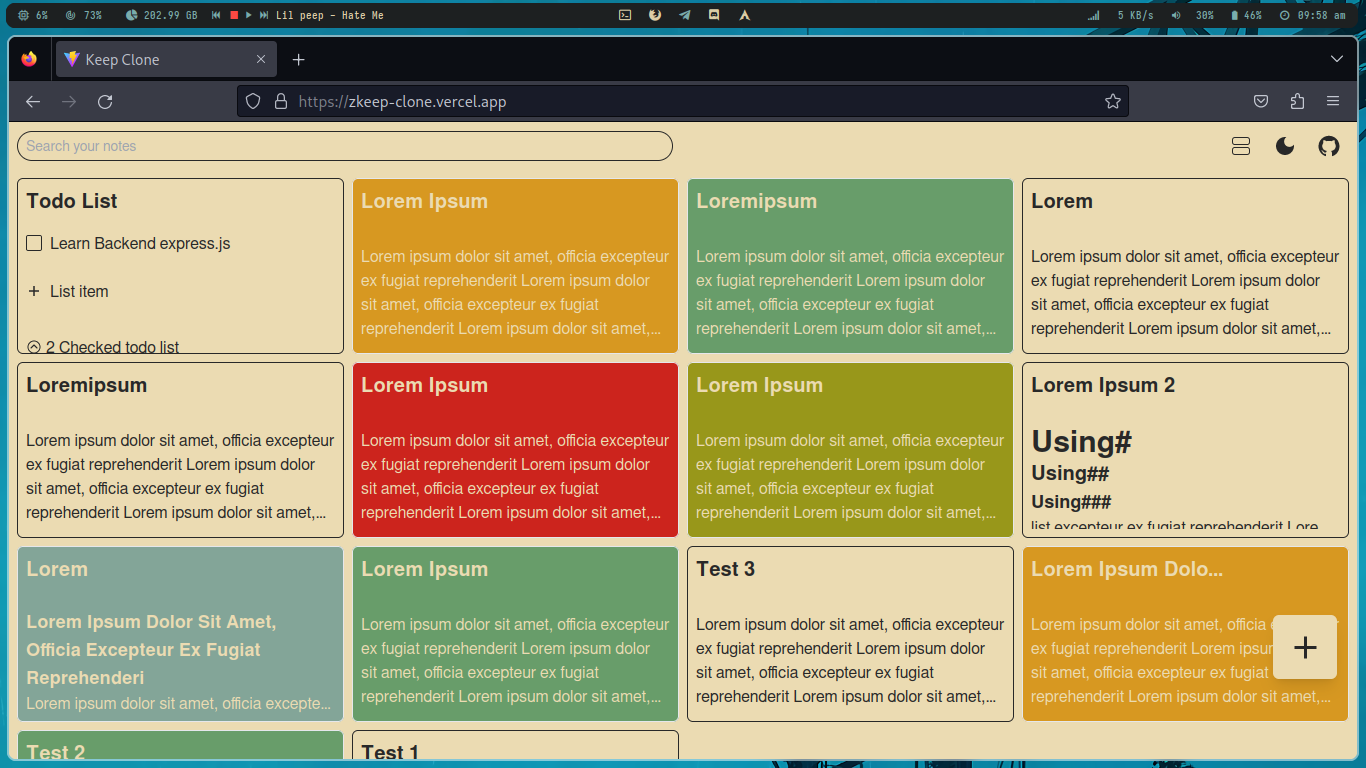 6% 73% 202.99 GB Lil peep - Hate Me 5 KB/s 30% 46% 09:58 am
Keep Clone
https://zkeep-clone.vercel.app
Search your notes
Todo List
Learn Backend express.js
+ List item
2 Checked todo list
Lorem Ipsum
Lorem ipsum dolor sit amet, officia excepteur
ex fugiat reprehenderit Lorem ipsum dolor
sit amet, officia excepteur ex fugiat
reprehenderit Lorem ipsum dolor sit amet,...
Loremipsum
Lorem ipsum dolor sit amet, officia excepteur
ex fugiat reprehenderit Lorem ipsum dolor
sit amet, officia excepteur ex fugiat
reprehenderit Lorem ipsum dolor sit amet,...
Lorem
Lorem ipsum dolor sit amet, officia excepteur
ex fugiat reprehenderit Lorem ipsum dolor
sit amet, officia excepteur ex fugiat
reprehenderit Lorem ipsum dolor sit amet,...
Loremipsum
Lorem ipsum dolor sit amet, officia excepteur
ex fugiat reprehenderit Lorem ipsum dolor
sit amet, officia excepteur ex fugiat
reprehenderit Lorem ipsum dolor sit amet,...
Lorem Ipsum
Lorem ipsum dolor sit amet, officia excepteur
ex fugiat reprehenderit Lorem ipsum dolor
sit amet, officia excepteur ex fugiat
reprehenderit Lorem ipsum dolor sit amet,...
Lorem Ipsum
Lorem ipsum dolor sit amet, officia excepteur
ex fugiat reprehenderit Lorem ipsum dolor
sit amet, officia excepteur ex fugiat
reprehenderit Lorem ipsum dolor sit amet,...
Lorem Ipsum 2
Using#
Using##
Using###
list excepteur ex fugiat reprehenderit Lore
Lorem
Lorem Ipsum Dolor Sit Amet,
Officia Excepteur Ex Fugiat
Reprehenderi
Lorem ipsum dolor sit amet, officia excepte...
Lorem Ipsum
Lorem ipsum dolor sit amet, officia excepteur
ex fugiat reprehenderit Lorem ipsum dolor
sit amet, officia excepteur ex fugiat
reprehenderit Lorem ipsum dolor sit amet,...
Test 3
Lorem ipsum dolor sit amet, officia excepteur
ex fugiat reprehenderit Lorem ipsum dolor
sit amet, officia excepteur ex fugiat
reprehenderit Lorem ipsum dolor sit amet,...
Lorem Ipsum Dolo...
Lorem ipsum dolor sit amet, officia
ex fugiat reprehenderit Lorem ipsum
sit amet, officia excepteur ex fugiat
reprehenderit Lorem ipsum dolor sit amet,...
Test 2
Test 1